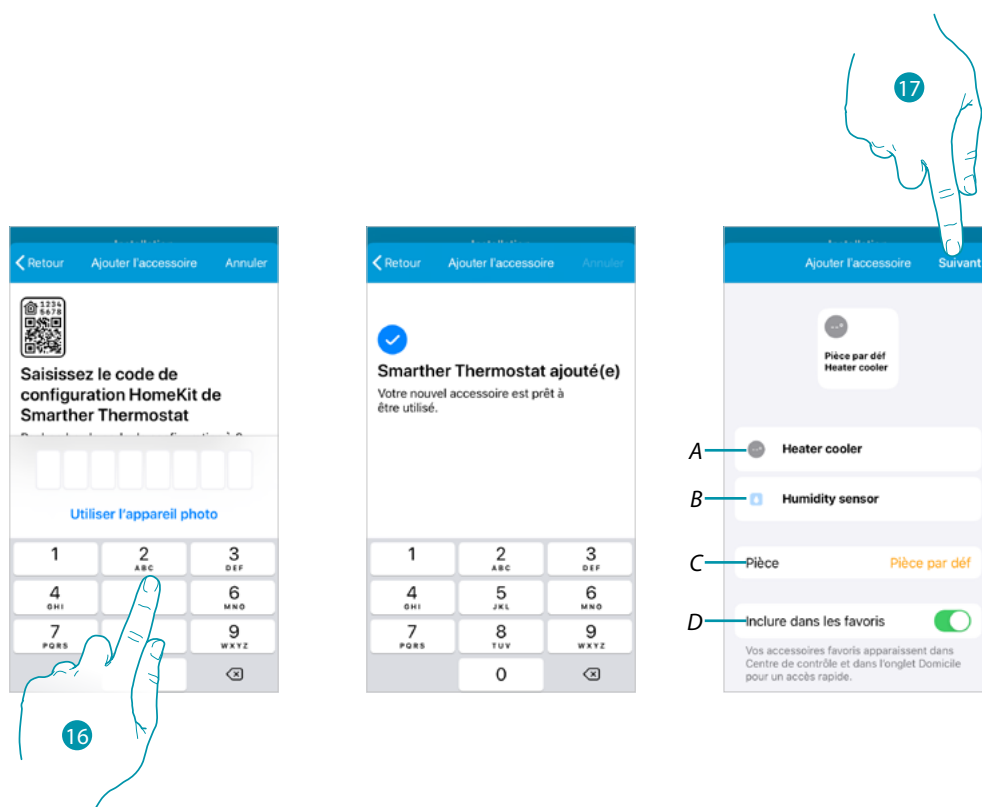 17
Retour Ajouter l'accessoire Annuler
1234
5678
Saisissez le code de
configuration HomeKit de
Smarther Thermostat
Utiliser l'appareil photo
1 2 3
ABC DEF
4 6
GHI MNO
7 9
PQRS WXYZ
16
Retour Ajouter l'accessoire Annuler
Smarther Thermostat ajouté(e)
Votre nouvel accessoire est prêt à
être utilisé.
1 2 3
ABC DEF
4 5 6
GHI JKL MNO
7 8 9
PQRS TUV WXYZ
0
Ajouter l'accessoire Suivant
Pièce par déf
Heater cooler
A Heater cooler
B Humidity sensor
C Pièce Pièce par déf
D Inclure dans les favoris
Vos accessoires favoris apparaissent dans
Centre de contrôle et dans l'onglet Domicile
pour un accès rapide.